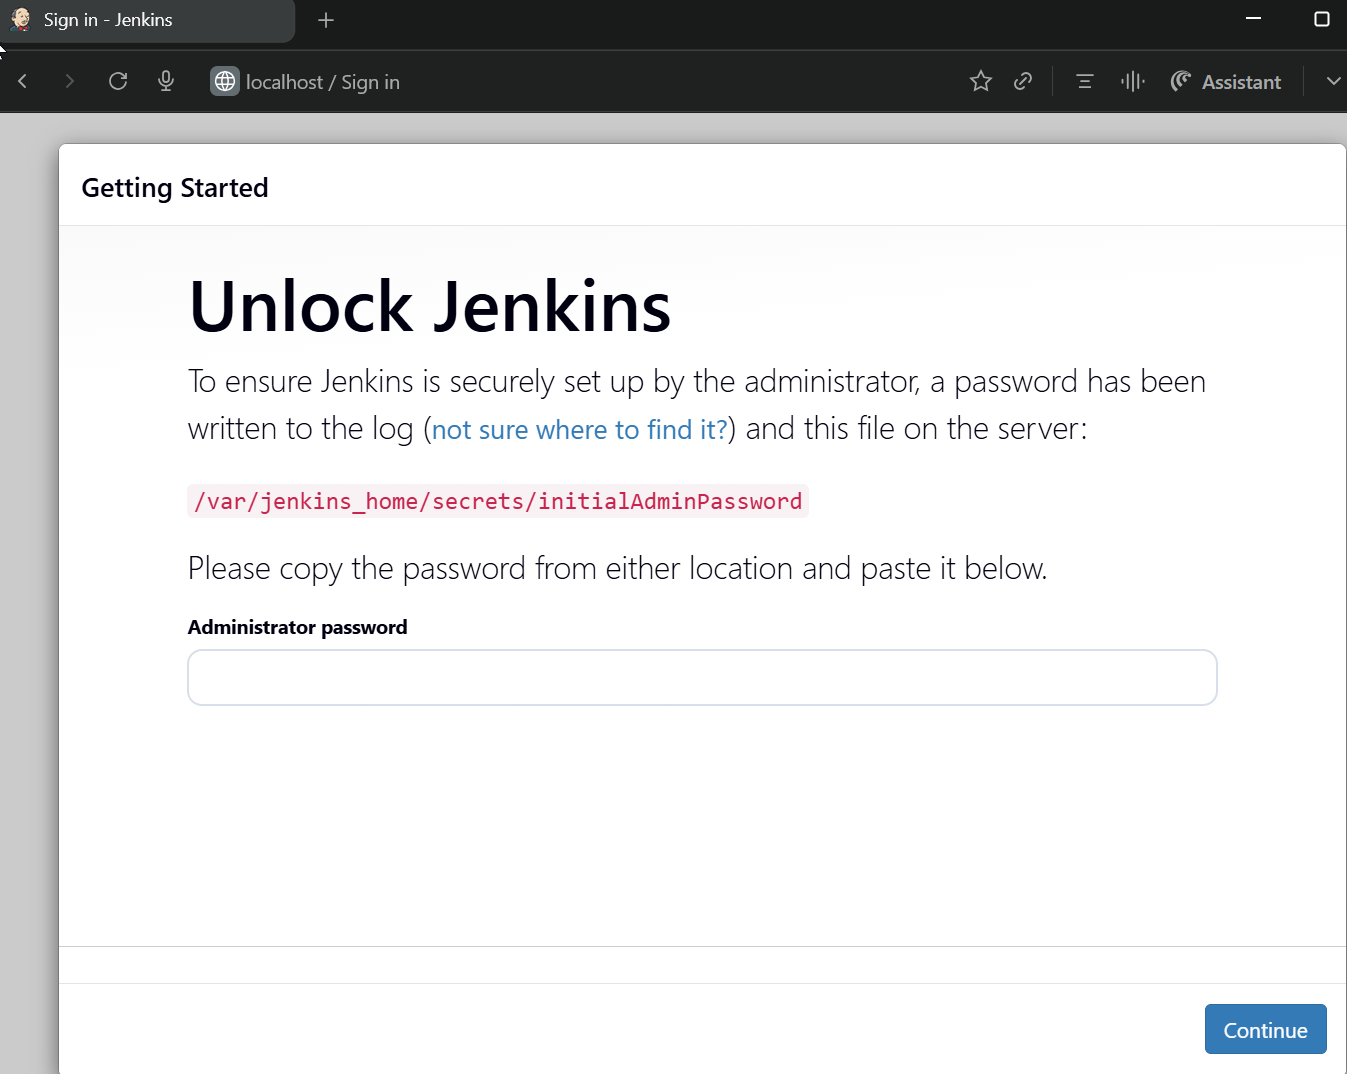 Sign in - Jenkins
localhost / Sign in
Assistant
Getting Started
Unlock Jenkins
To ensure Jenkins is securely set up by the administrator, a password has been
written to the log (not sure where to find it?) and this file on the server:
/var/jenkins_home/secrets/initialAdminPassword
Please copy the password from either location and paste it below.
Administrator password
Continue